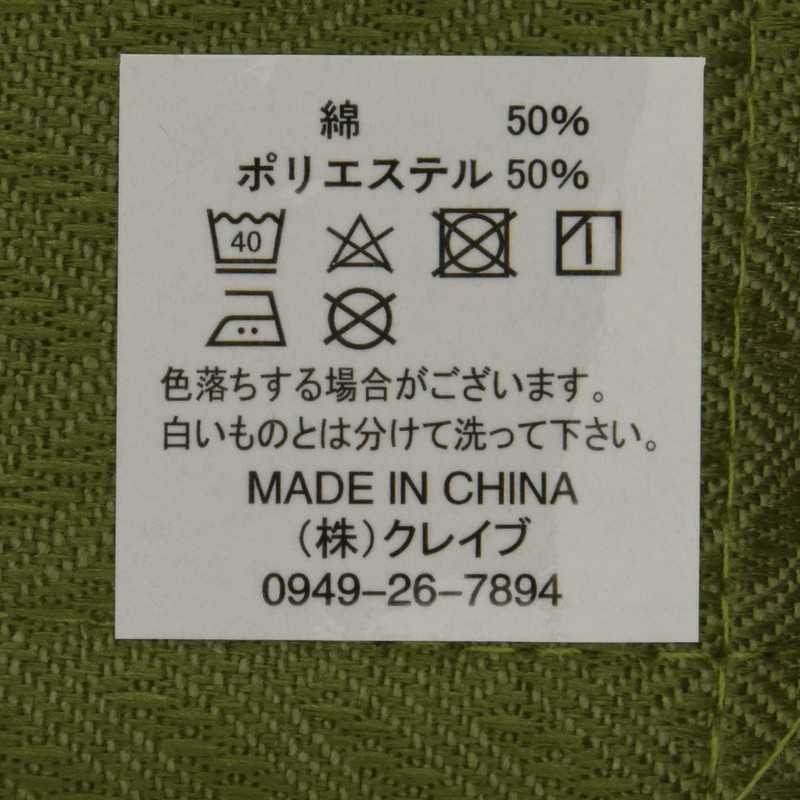 綿 50%
ポリエステル 50%
40
色落ちする場合がございます。
白いものとは分けて洗って下さい。
MADE IN CHINA
（株）クレイブ
0949-26-7894